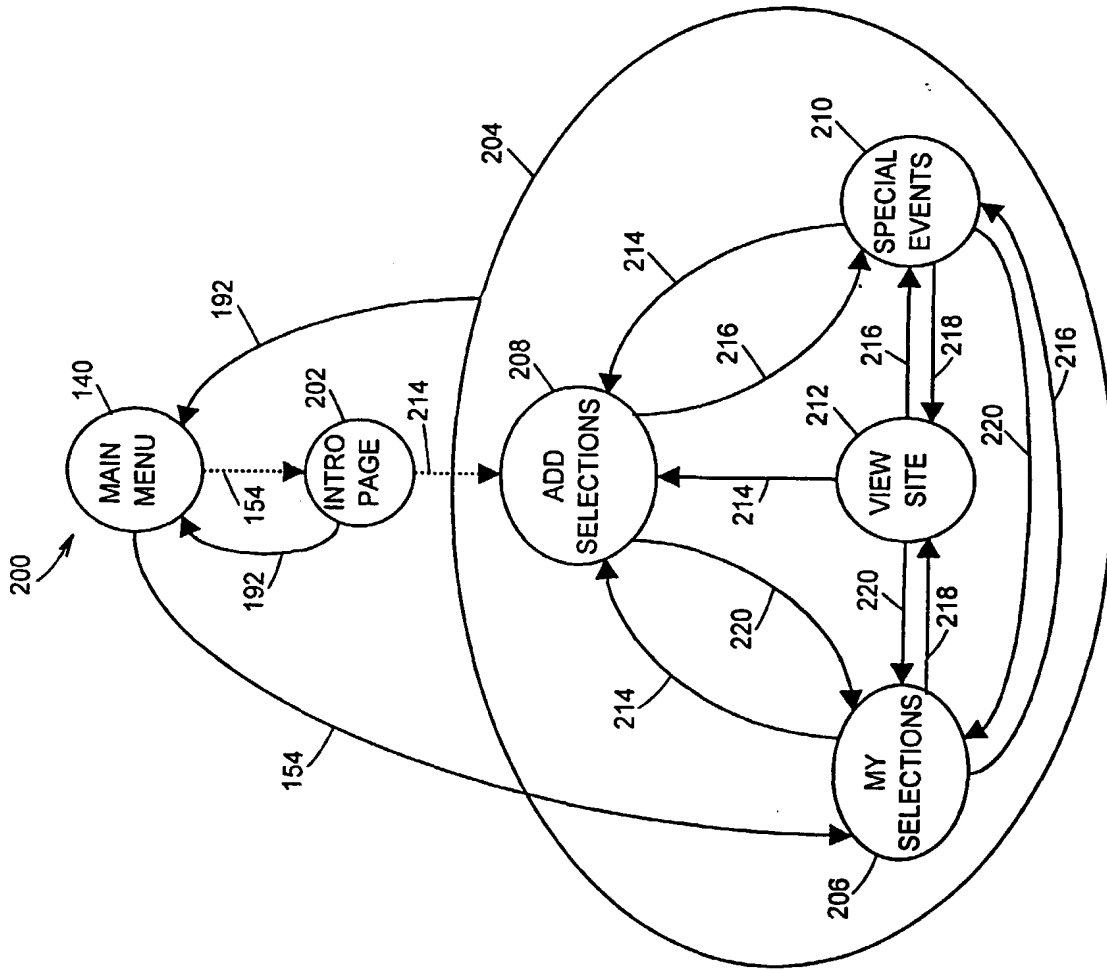 200
MAIN
MENU
140
192
154
192
INTRO
PAGE
202
214
154
204
ADD
SELECTIONS
208
214
216
220
214
214
MY
SELECTIONS
206
220
218
VIEW
SITE
212
216
218
SPECIAL
EVENTS
210
220
216